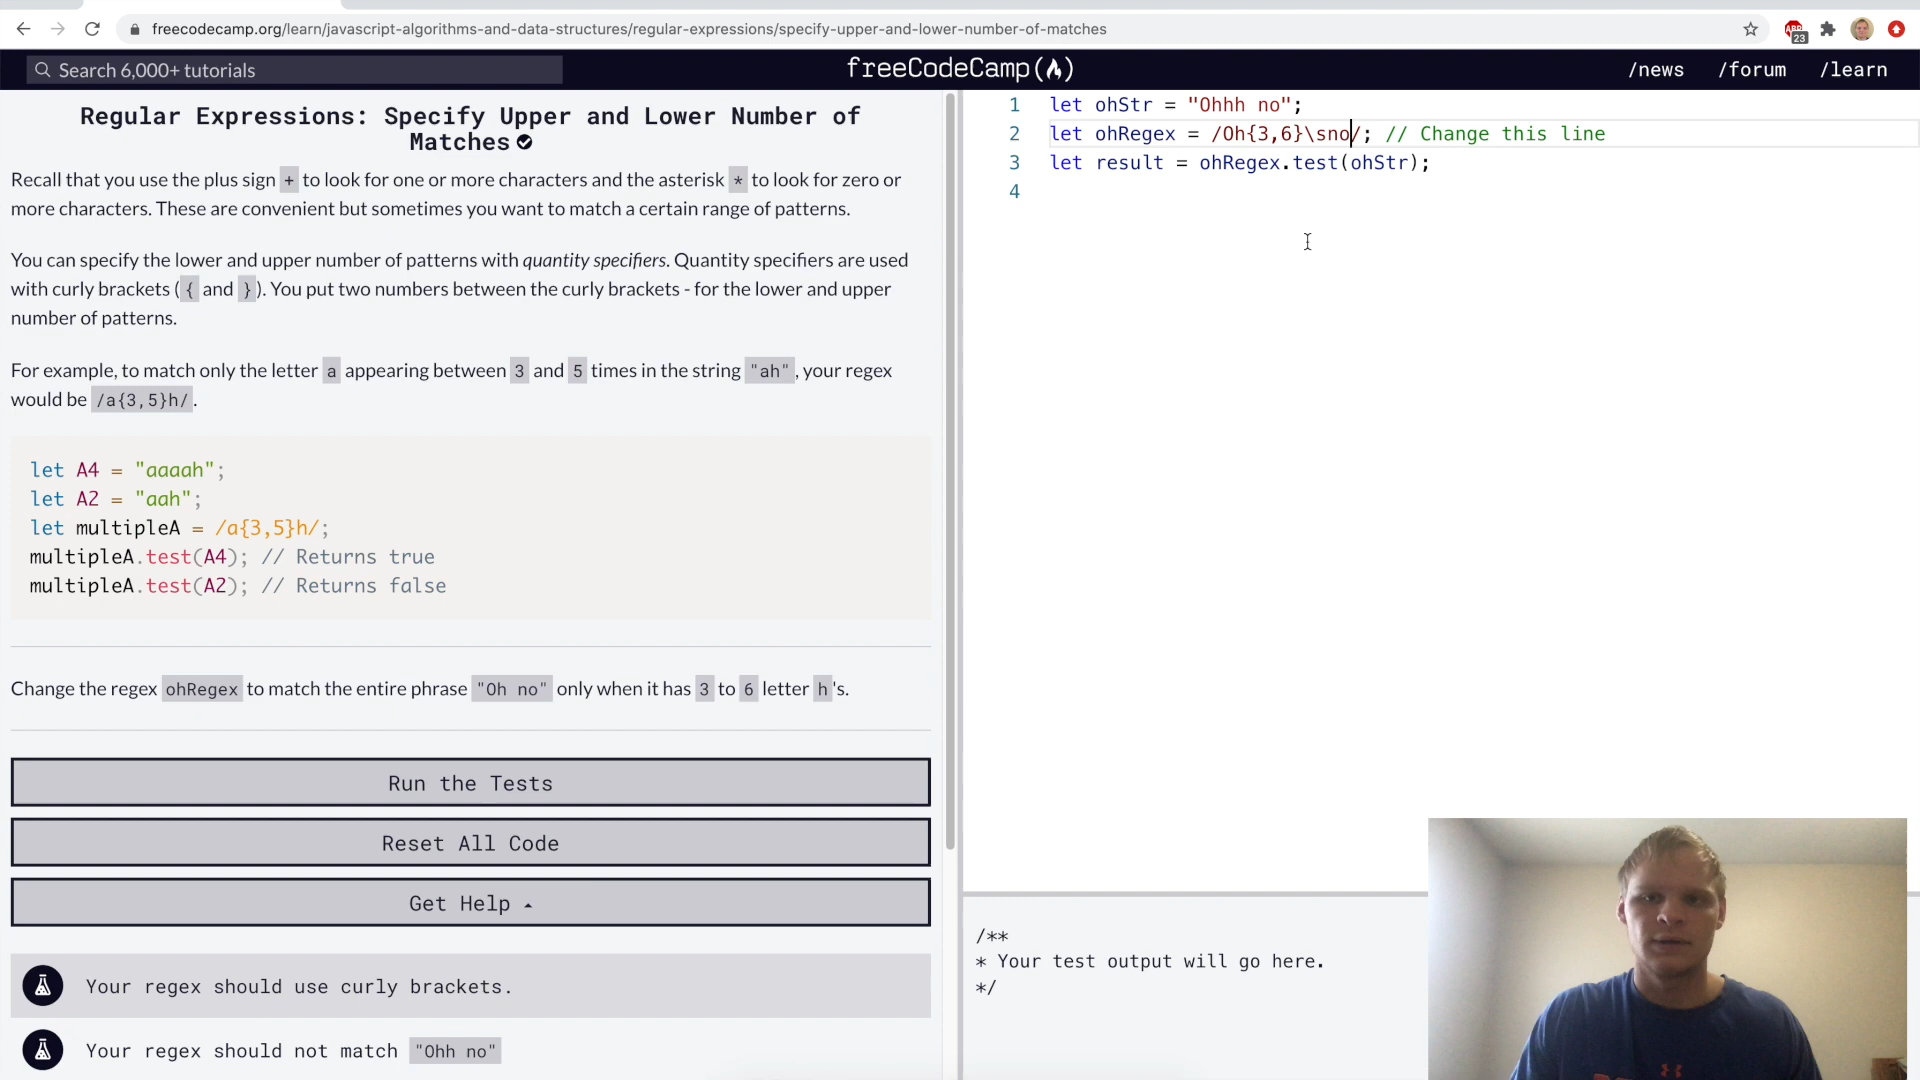 freecodecamp.org/learn/javascript-algorithms-and-data-structures/regular-expressions/specify-upper-and-lower-number-of-matches
23
Search 6,000+ tutorials
freeCodeCamp
/news /forum /learn
Regular Expressions: Specify Upper and Lower Number of
Matches
Recall that you use the plus sign + to look for one or more characters and the asterisk * to look for zero or
more characters. These are convenient but sometimes you want to match a certain range of patterns.
You can specify the lower and upper number of patterns with quantity specifiers. Quantity specifiers are used
with curly brackets ( { and } ). You put two numbers between the curly brackets - for the lower and upper
number of patterns.
For example, to match only the letter a appearing between 3 and 5 times in the string "ah", your regex
would be /a{3,5}h/.
let A4 = "aaaah";
let A2 = "aah";
let multipleA = /a{3,5}h/;
multipleA.test(A4); // Returns true
multipleA.test(A2); // Returns false
Change the regex ohRegex to match the entire phrase "Oh no" only when it has 3 to 6 letter h's.
Run the Tests
Reset All Code
Get Help
Your regex should use curly brackets.
Your regex should not match "Ohh no"
1 let ohStr = "Ohhh no";
2 let ohRegex = /Oh{3,6}\sno/; // Change this line
3 let result = ohRegex.test(ohStr);
4
/**
* Your test output will go here.
*/